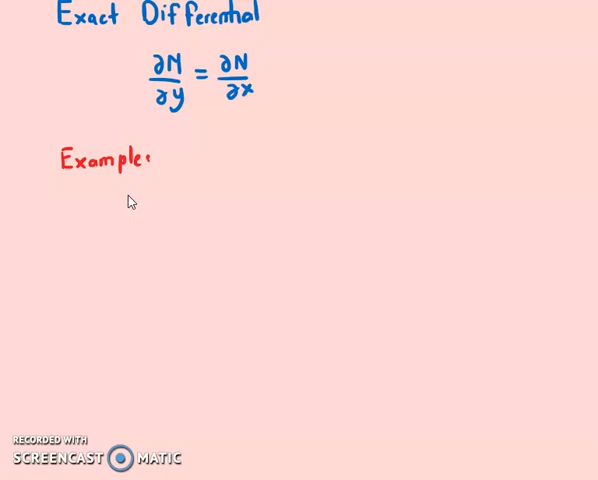 Exact Differential
∂M = ∂N
∂y ∂x
Example:
RECORDED WITH
SCREENCAST MATIC